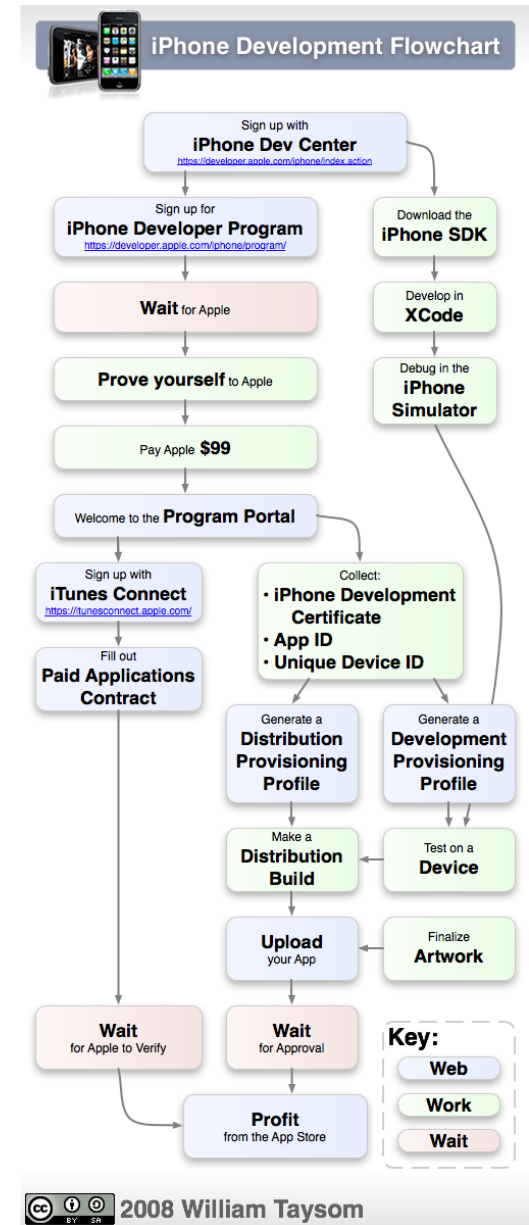 iPhone Development Flowchart
Sign up with
iPhone Dev Center
https://developer.apple.com/iphone/index.action
Sign up for
iPhone Developer Program
https://developer.apple.com/iphone/program/
Download the
iPhone SDK
Wait for Apple
Develop in
XCode
Prove yourself to Apple
Debug in the
iPhone
Simulator
Pay Apple $99
Welcome to the Program Portal
Sign up with
iTunes Connect
https://itunesconnect.apple.com/
Collect:
• iPhone Development
Certificate
• App ID
• Unique Device ID
Fill out
Paid Applications
Contract
Generate a
Distribution
Provisioning
Profile
Generate a
Development
Provisioning
Profile
Make a
Distribution
Build
Test on a
Device
Upload
your App
Finalize
Artwork
Wait
for Apple to Verify
Wait
for Approval
Key:
Web
Work
Wait
Profit
from the App Store
cc
BY SA
2008 William Taysom